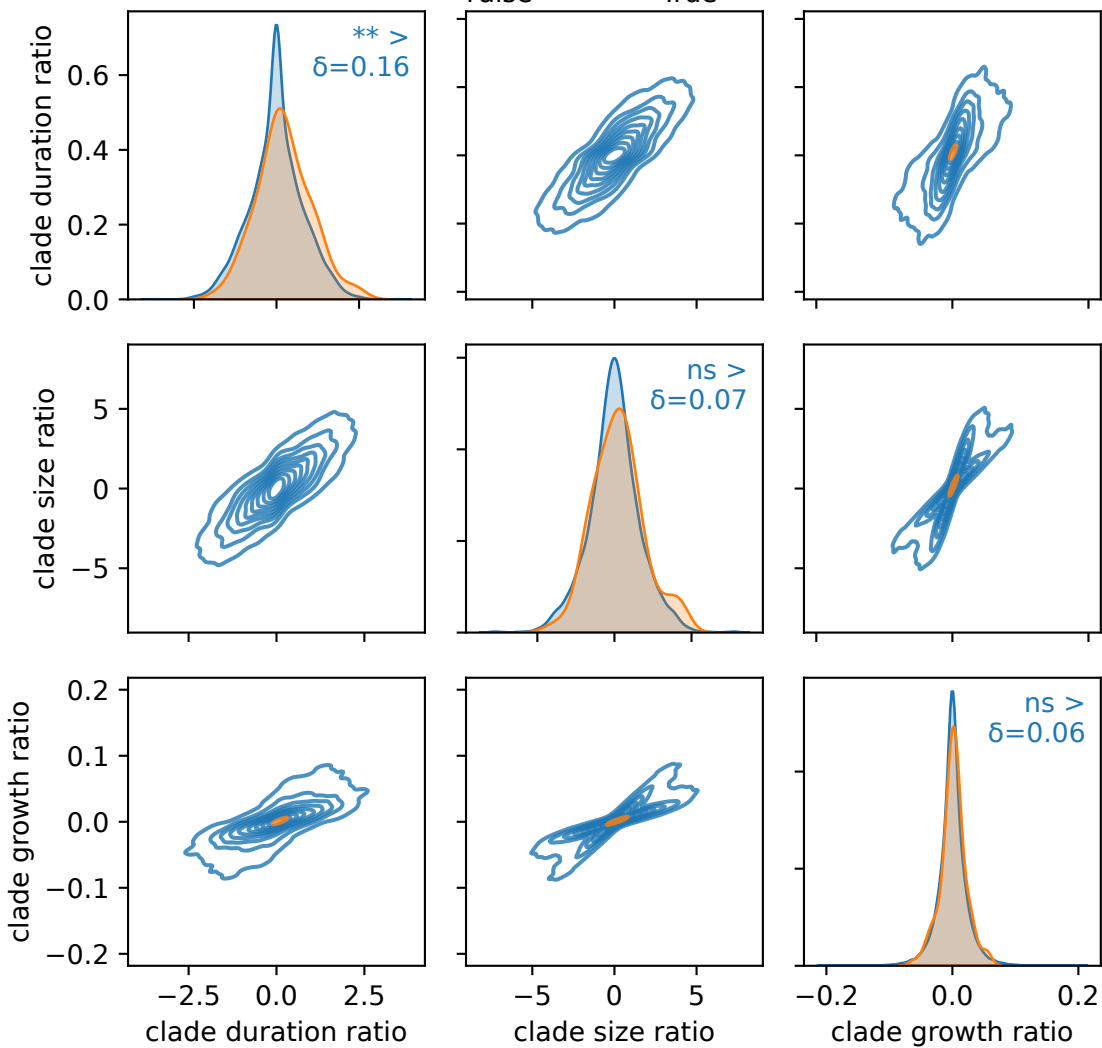 False True
clade duration ratio
0.6
0.4
0.2
0.0
** >
δ=0.16
clade size ratio
5
0
−5
ns >
δ=0.07
clade growth ratio
0.2
0.1
0.0
−0.1
−0.2
ns >
δ=0.06
−2.5 0.0 2.5
−5 0 5
−0.2 0.0 0.2
clade duration ratio
clade size ratio
clade growth ratio